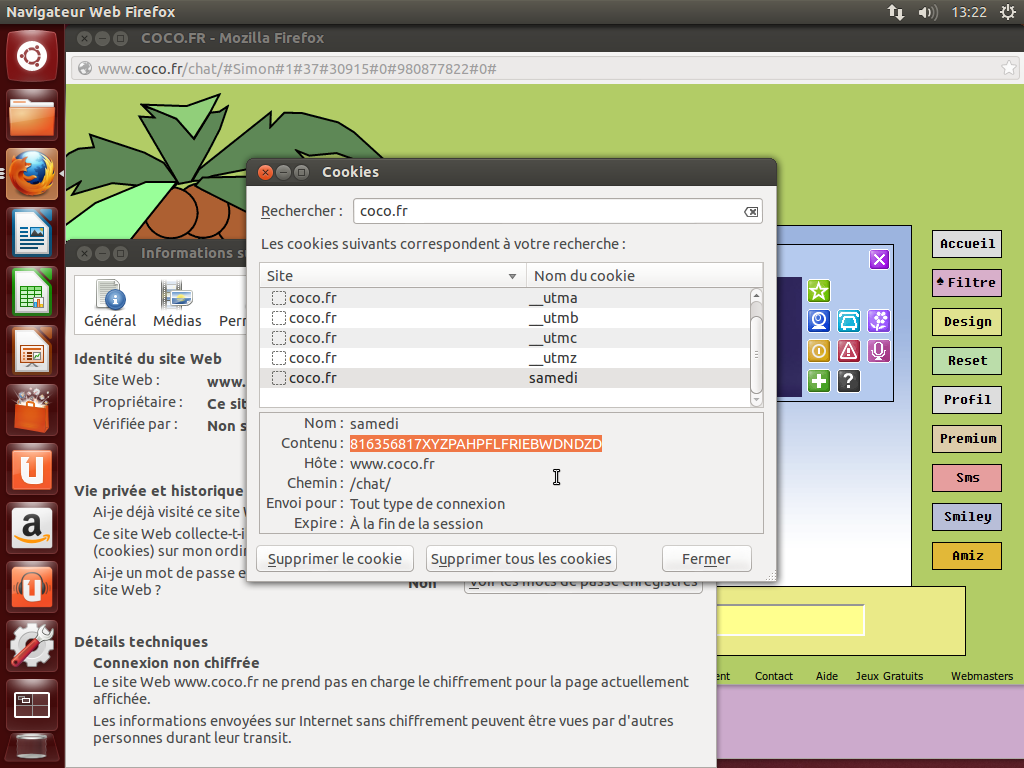 Navigateur Web Firefox
13:22
COCO.FR - Mozilla Firefox
www.coco.fr/chat/#Simon#1#37#30915#0#980877822#0#
Cookies
Rechercher : coco.fr
Les cookies suivants correspondent à votre recherche :
Site Nom du cookie
coco.fr __utma
coco.fr __utmb
coco.fr __utmc
coco.fr __utmz
coco.fr samedi
Nom : samedi
Contenu : 816356817XYZPAHPFLFRIEBWDNDZD
Hôte : www.coco.fr
Chemin : /chat/
Envoi pour : Tout type de connexion
Expire : À la fin de la session
Supprimer le cookie Supprimer tous les cookies Fermer
Informations su
Général Médias Perr
Identité du site Web
Site Web : www.
Propriétaire : Ce sit
Vérifiée par : Non s
Vie privée et historique
Ai-je déjà visité ce site W
Ce site Web collecte-t-i
(cookies) sur mon ordin
Ai-je un mot de passe e
site Web ?
Non Voir les mots de passe enregistrés
Détails techniques
Connexion non chiffrée
Le site Web www.coco.fr ne prend pas en charge le chiffrement pour la page actuellement
affichée.
Les informations envoyées sur Internet sans chiffrement peuvent être vues par d'autres
personnes durant leur transit.
Accueil
Filtre
Design
Reset
Profil
Premium
Sms
Smiley
Amiz
ent Contact Aide Jeux Gratuits Webmasters